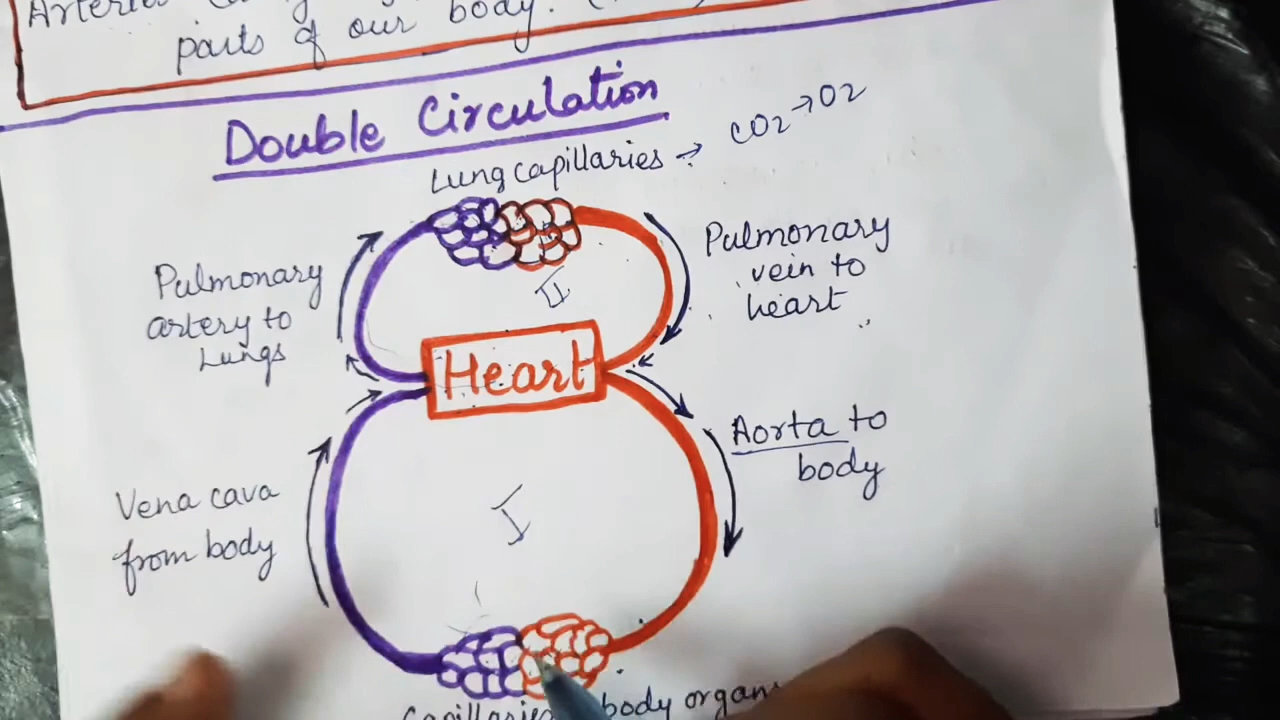 parts of our body.
Double Circulation
Lung capillaries → CO2 → O2
Pulmonary
artery to
Lungs
II
Pulmonary
vein to
heart
Heart
Aorta to
body
Vena cava
from body
I
body organs